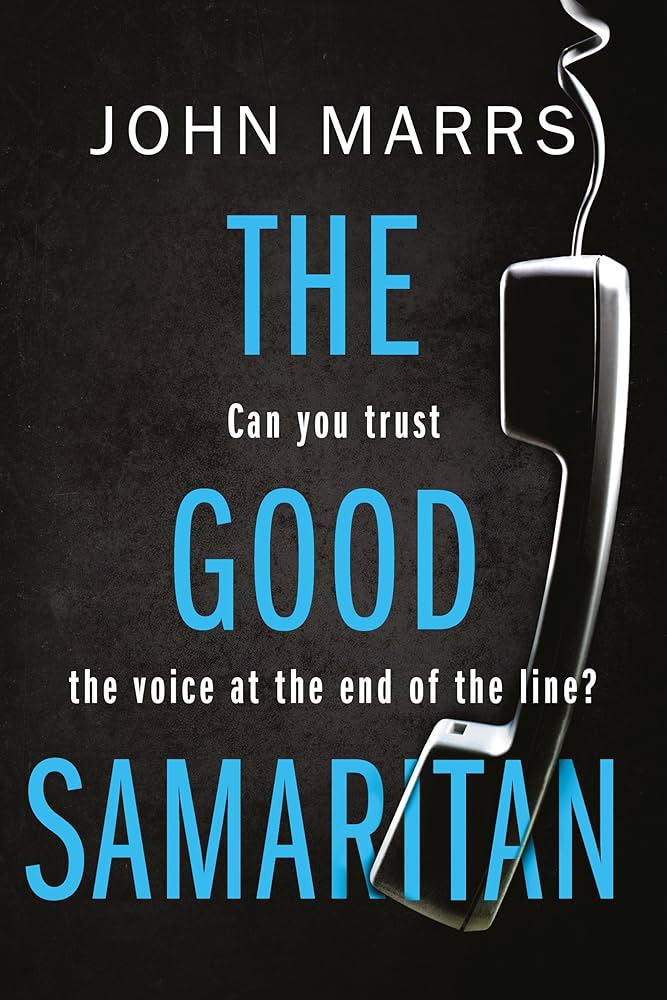 JOHN MARRS
THE
Can you trust
GOOD
the voice at the end of the line?
SAMARITAN